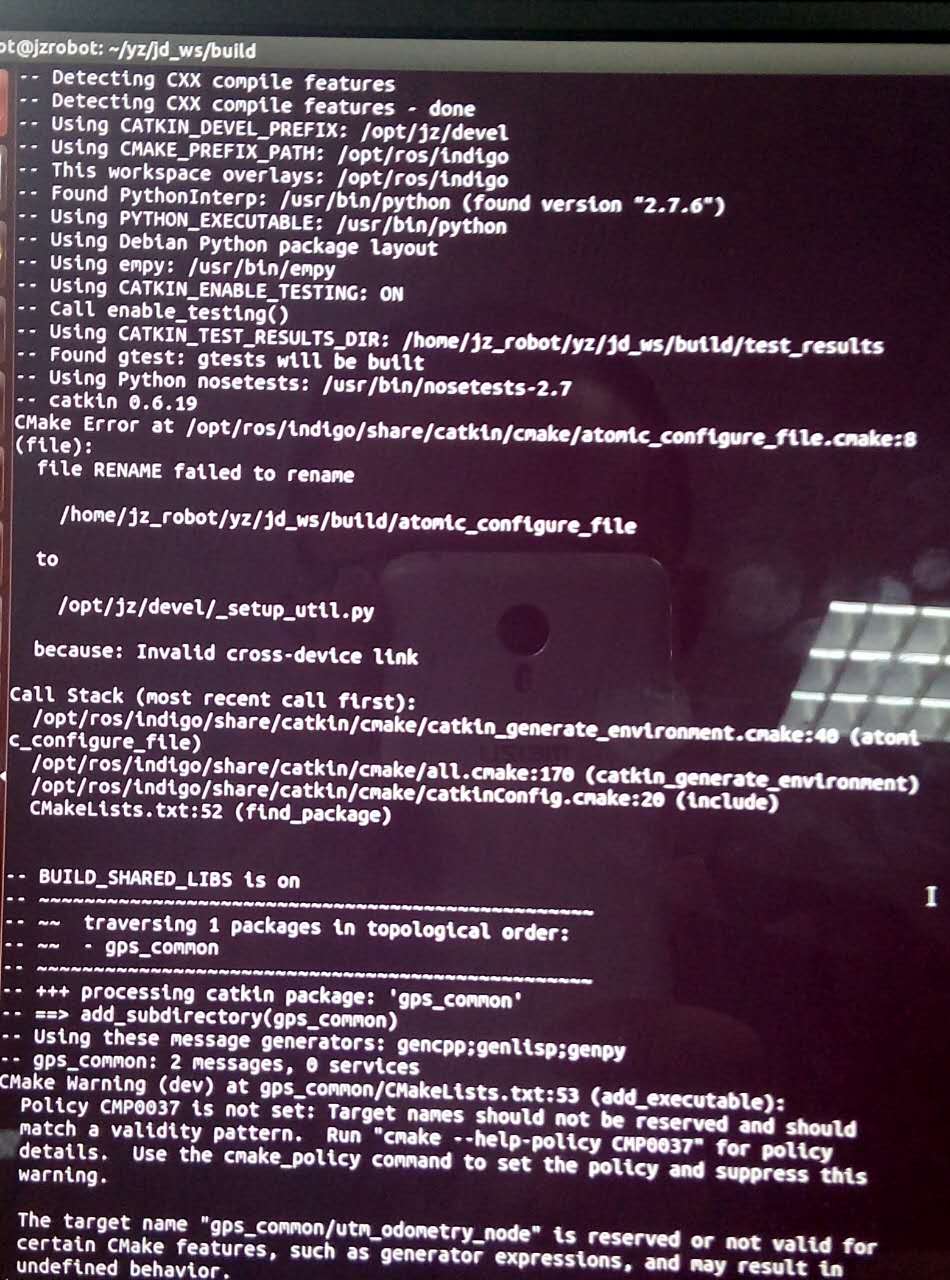 ot@jzrobot: ~/yz/jd_ws/build
-- Detecting CXX compile features
-- Detecting CXX compile features - done
-- Using CATKIN_DEVEL_PREFIX: /opt/jz/devel
-- Using CMAKE_PREFIX_PATH: /opt/ros/indigo
-- This workspace overlays: /opt/ros/indigo
-- Found PythonInterp: /usr/bin/python (found version "2.7.6")
-- Using PYTHON_EXECUTABLE: /usr/bin/python
-- Using Debian Python package layout
-- Using empy: /usr/bin/empy
-- Using CATKIN_ENABLE_TESTING: ON
-- Call enable_testing()
-- Using CATKIN_TEST_RESULTS_DIR: /home/jz_robot/yz/jd_ws/build/test_results
-- Found gtest: gtests will be built
-- Using Python nosetests: /usr/bin/nosetests-2.7
-- catkin 0.6.19
CMake Error at /opt/ros/indigo/share/catkin/cmake/atomic_configure_file.cmake:8
(file):
file RENAME failed to rename
/home/jz_robot/yz/jd_ws/build/atomic_configure_file
to
/opt/jz/devel/_setup_util.py
because: Invalid cross-device link
Call Stack (most recent call first):
/opt/ros/indigo/share/catkin/cmake/catkin_generate_environment.cmake:40 (atomi
c_configure_file)
/opt/ros/indigo/share/catkin/cmake/all.cmake:170 (catkin_generate_environment)
/opt/ros/indigo/share/catkin/cmake/catkinConfig.cmake:20 (include)
CMakeLists.txt:52 (find_package)
-- BUILD_SHARED_LIBS is on
-- ~~~~~~~~~~~~~~~~~~~~~~~~~~~~~~~~~~~~~~~~~~~~~~~~~
-- ~~  traversing 1 packages in topological order:
-- ~~  - gps_common
-- ~~~~~~~~~~~~~~~~~~~~~~~~~~~~~~~~~~~~~~~~~~~~~~~~~
-- +++ processing catkin package: 'gps_common'
-- ==> add_subdirectory(gps_common)
-- Using these message generators: gencpp;genlisp;genpy
-- gps_common: 2 messages, 0 services
CMake Warning (dev) at gps_common/CMakeLists.txt:53 (add_executable):
Policy CMP0037 is not set: Target names should not be reserved and should
match a validity pattern.  Run "cmake --help-policy CMP0037" for policy
details.  Use the cmake_policy command to set the policy and suppress this
warning.
The target name "gps_common/utm_odometry_node" is reserved or not valid for
certain CMake features, such as generator expressions, and may result in
undefined behavior.